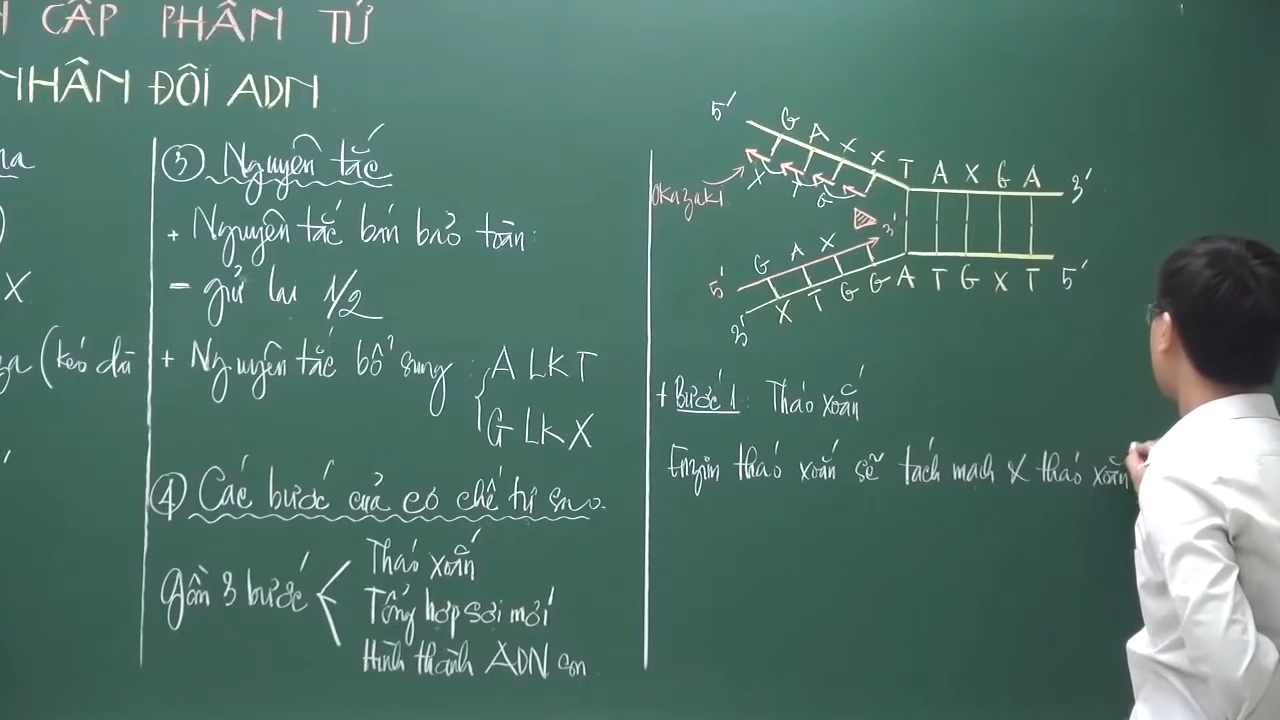 CẤP PHÂN TỬ
NHÂN ĐÔI ADN
X
(kéo dài
③ Nguyên tắc
+ Nguyên tắc bán bảo toàn:
- giữ lại 1/2
+ Nguyên tắc bổ sung: A LK T
G LK X
④ Các bước của cơ chế tự sao.
Gồm 3 bước
Tháo xoắn
Tổng hợp sợi mới
Hình thành ADN con
5' G A X X T A X G A 3'
Okazaki X T G
3'
5' G A X
3' X T G G A T G X T 5'
+ Bước 1: Tháo xoắn
Enzim tháo xoắn sẽ tách mạch & tháo xoắn